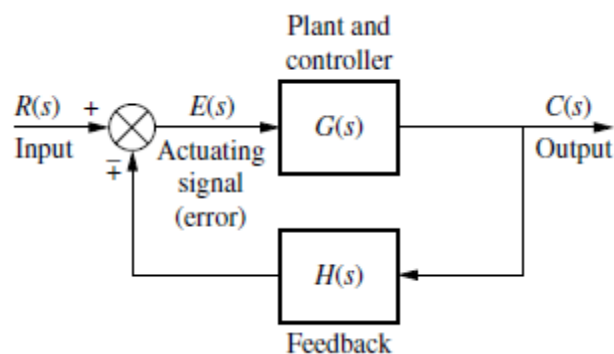 Plant and
controller
R(s) +
E(s)
G(s)
C(s)
Input
Actuating
signal
(error)
Output
∓
H(s)
Feedback